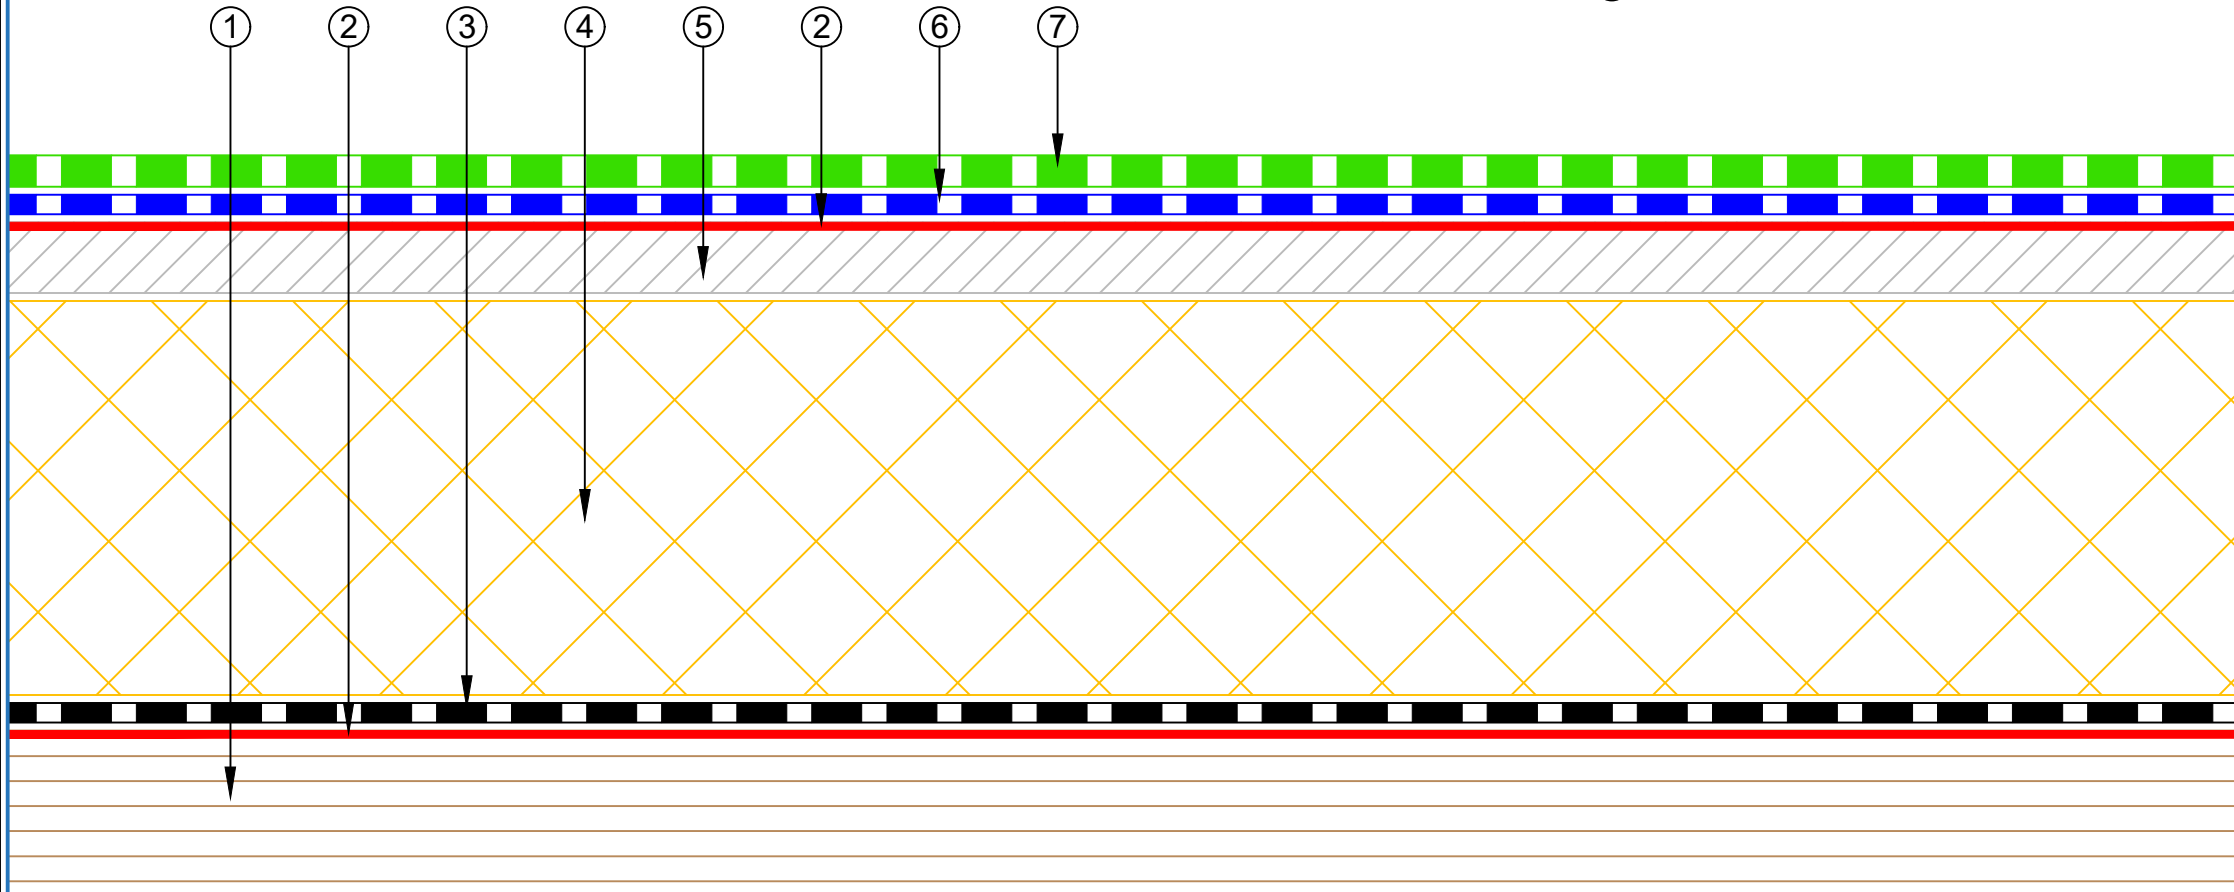 ① ② ③ ④ ⑤ ② ⑥ ⑦